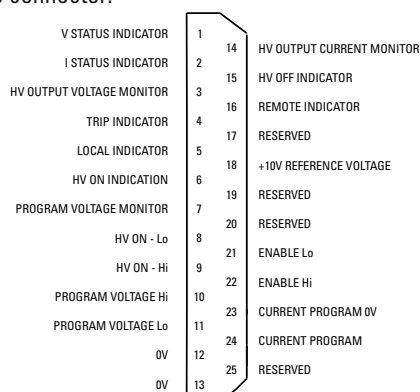 connector:
V STATUS INDICATOR 1
14 HV OUTPUT CURRENT MONITOR
I STATUS INDICATOR 2
15 HV OFF INDICATOR
HV OUTPUT VOLTAGE MONITOR 3
16 REMOTE INDICATOR
TRIP INDICATOR 4
17 RESERVED
LOCAL INDICATOR 5
18 +10V REFERENCE VOLTAGE
HV ON INDICATION 6
19 RESERVED
PROGRAM VOLTAGE MONITOR 7
20 RESERVED
HV ON - Lo 8
21 ENABLE Lo
HV ON - Hi 9
22 ENABLE Hi
PROGRAM VOLTAGE Hi 10
23 CURRENT PROGRAM 0V
PROGRAM VOLTAGE Lo 11
24 CURRENT PROGRAM
0V 12
25 RESERVED
0V 13